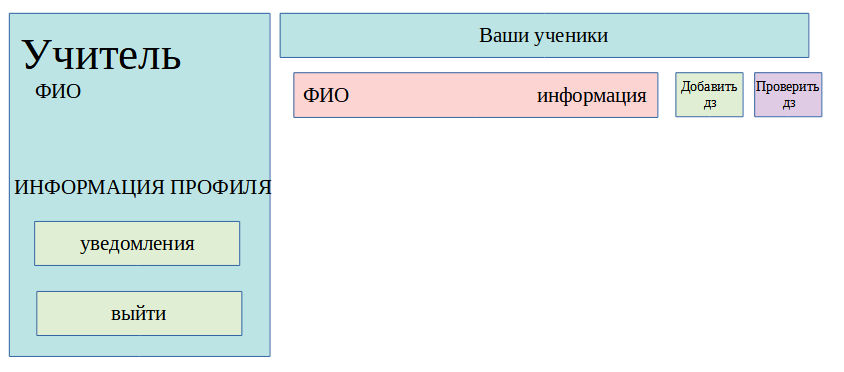 Учитель
ФИО
ИНФОРМАЦИЯ ПРОФИЛЯ
уведомления
выйти
Ваши ученики
ФИО информация
Добавить
дз
Проверить
дз